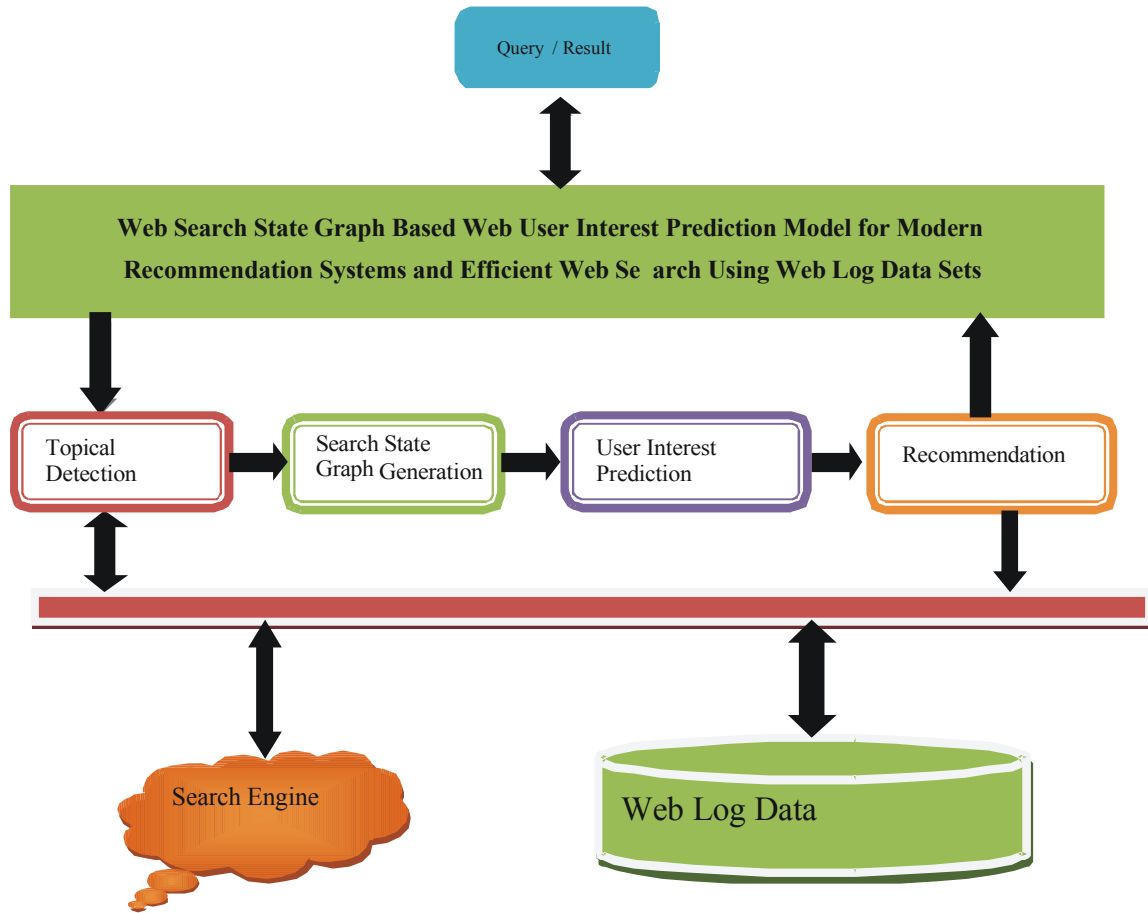 Query / Result
Web Search State Graph Based Web User Interest Prediction Model for Modern
Recommendation Systems and Efficient Web Se arch Using Web Log Data Sets
Topical
Detection
Search State
Graph Generation
User Interest
Prediction
Recommendation
Search Engine
Web Log Data